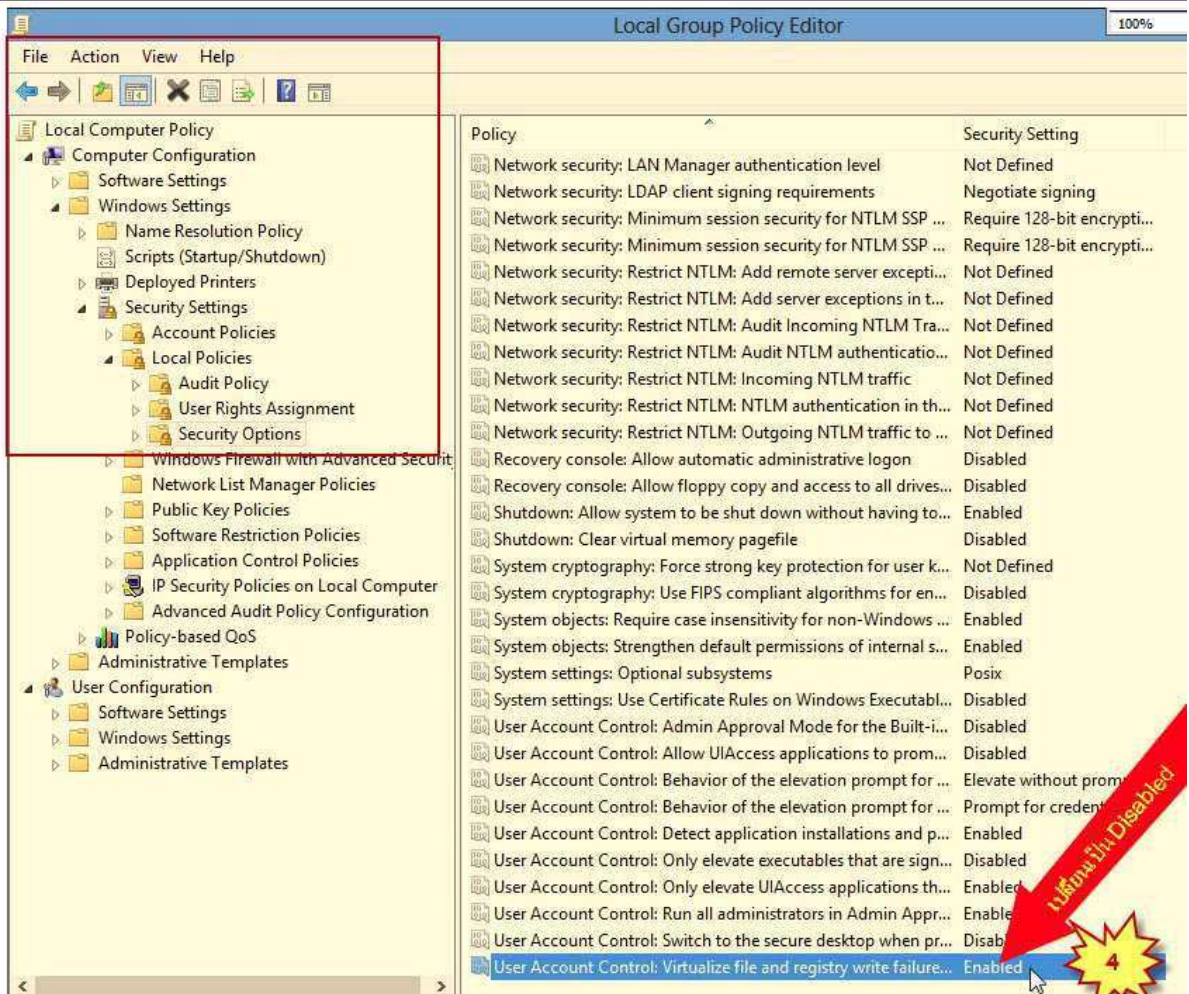 Local Group Policy Editor
100%
File Action View Help
Local Computer Policy
Computer Configuration
Software Settings
Windows Settings
Name Resolution Policy
Scripts (Startup/Shutdown)
Deployed Printers
Security Settings
Account Policies
Local Policies
Audit Policy
User Rights Assignment
Security Options
Windows Firewall with Advanced Securit
Network List Manager Policies
Public Key Policies
Software Restriction Policies
Application Control Policies
IP Security Policies on Local Computer
Advanced Audit Policy Configuration
Policy-based QoS
Administrative Templates
User Configuration
Software Settings
Windows Settings
Administrative Templates
Policy Security Setting
Network security: LAN Manager authentication level Not Defined
Network security: LDAP client signing requirements Negotiate signing
Network security: Minimum session security for NTLM SSP ... Require 128-bit encrypti...
Network security: Minimum session security for NTLM SSP ... Require 128-bit encrypti...
Network security: Restrict NTLM: Add remote server excepti... Not Defined
Network security: Restrict NTLM: Add server exceptions in t... Not Defined
Network security: Restrict NTLM: Audit Incoming NTLM Tra... Not Defined
Network security: Restrict NTLM: Audit NTLM authenticatio... Not Defined
Network security: Restrict NTLM: Incoming NTLM traffic Not Defined
Network security: Restrict NTLM: NTLM authentication in th... Not Defined
Network security: Restrict NTLM: Outgoing NTLM traffic to ... Not Defined
Recovery console: Allow automatic administrative logon Disabled
Recovery console: Allow floppy copy and access to all drives... Disabled
Shutdown: Allow system to be shut down without having to... Enabled
Shutdown: Clear virtual memory pagefile Disabled
System cryptography: Force strong key protection for user k... Not Defined
System cryptography: Use FIPS compliant algorithms for en... Disabled
System objects: Require case insensitivity for non-Windows ... Enabled
System objects: Strengthen default permissions of internal s... Enabled
System settings: Optional subsystems Posix
System settings: Use Certificate Rules on Windows Executabl... Disabled
User Account Control: Admin Approval Mode for the Built-i... Disabled
User Account Control: Allow UIAccess applications to prom... Disabled
User Account Control: Behavior of the elevation prompt for ... Elevate without prom
User Account Control: Behavior of the elevation prompt for ... Prompt for creden
User Account Control: Detect application installations and p... Enabled
User Account Control: Only elevate executables that are sign... Disabled
User Account Control: Only elevate UIAccess applications th... Enabled
User Account Control: Run all administrators in Admin Appr... Enable
User Account Control: Switch to the secure desktop when pr... Disab
User Account Control: Virtualize file and registry write failure... Enabled
เปลี่ยนเป็น Disabled
4